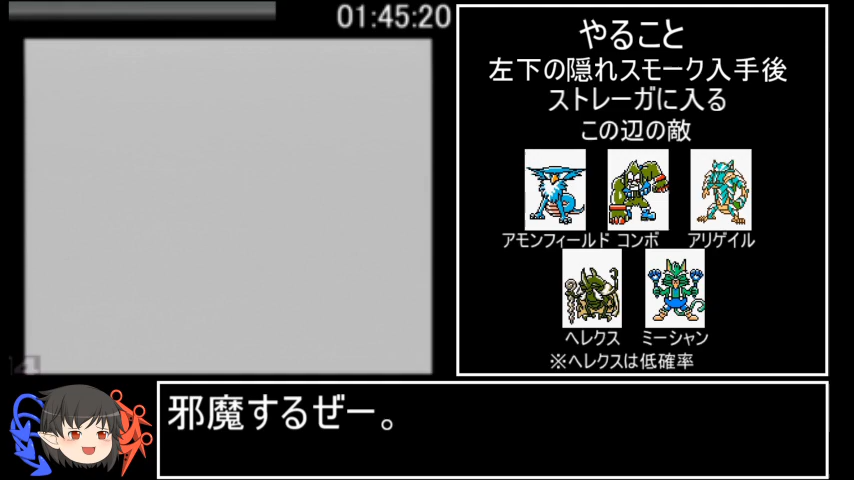 01:45:20
やること
左下の隠れスモーク入手後
ストレーガに入る
この辺の敵
アモンフィールド コンボ アリゲイル
ヘレクス ミーシャン
※ヘレクスは低確率
邪魔するぜー。